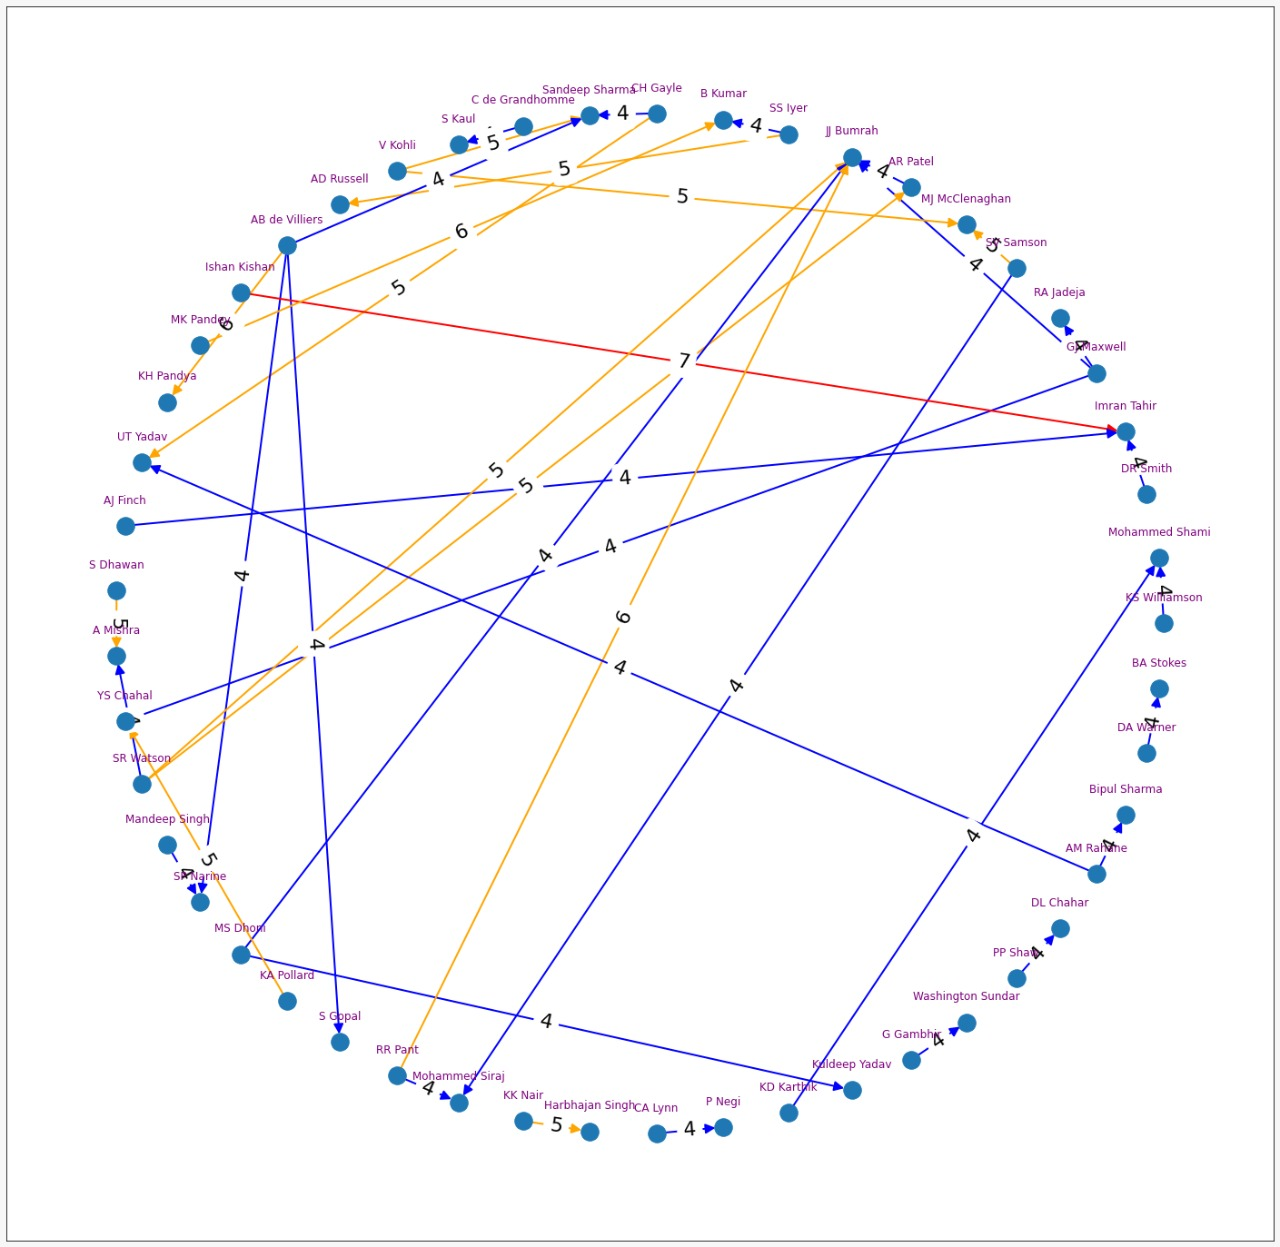 Sandeep Sharma
CH Gayle
C de Grandhomme
B Kumar
4
S Kaul
SS Iyer
4
V Kohli
5
JJ Bumrah
AR Patel
4
5
AD Russell
4
5
MJ McClenaghan
AB de Villiers
6
Samson
5
Ishan Kishan
4
5
RA Jadeja
MK Pandey
6
4
Maxwell
7
KH Pandya
Imran Tahir
UT Yadav
4
DR Smith
5
5
4
AJ Finch
Mohammed Shami
4
4
S Dhawan
4
4
KS Williamson
5
6
A Mishra
4
4
BA Stokes
YS Chahal
4
4
DA Warner
SR Watson
Bipul Sharma
Mandeep Singh
4
4
AM Rahane
5
4
SP Narine
DL Chahar
MS Dhoni
PP Shaw
4
KA Pollard
Washington Sundar
S Gopal
4
G Gambhir
4
RR Pant
Kuldeep Yadav
Mohammed Siraj
4
KD Karthik
KK Nair
Harbhajan Singh
CA Lynn
P Negi
5
4